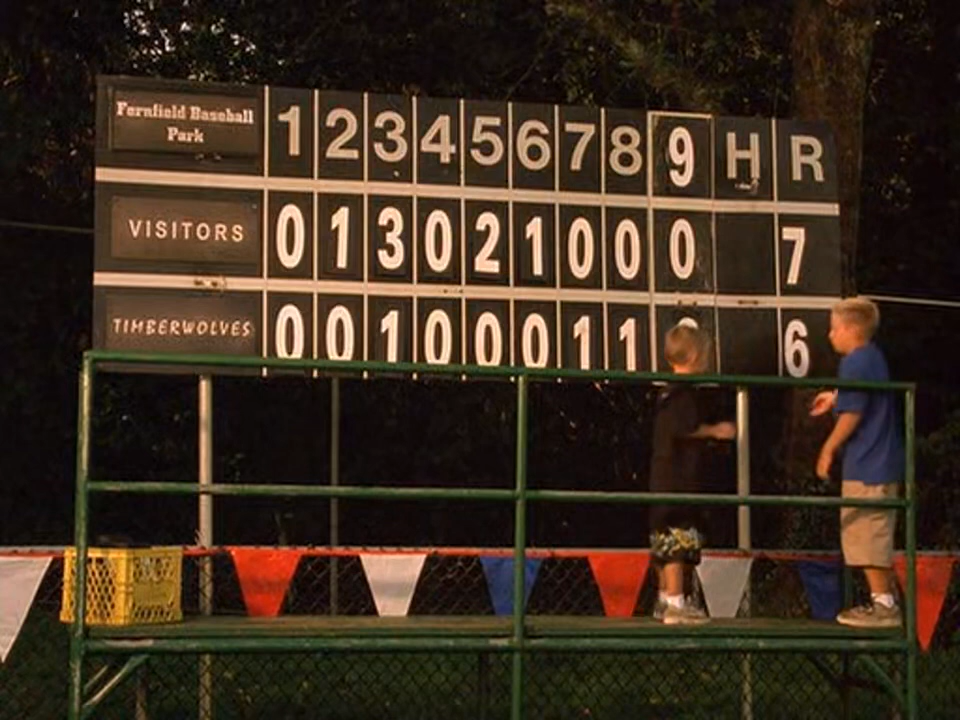 Fernfield Baseball
Park
1 2 3 4 5 6 7 8 9 H R
VISITORS 0 1 3 0 2 1 0 0 0 7
TIMBERWOLVES 0 0 1 0 0 0 1 1 6